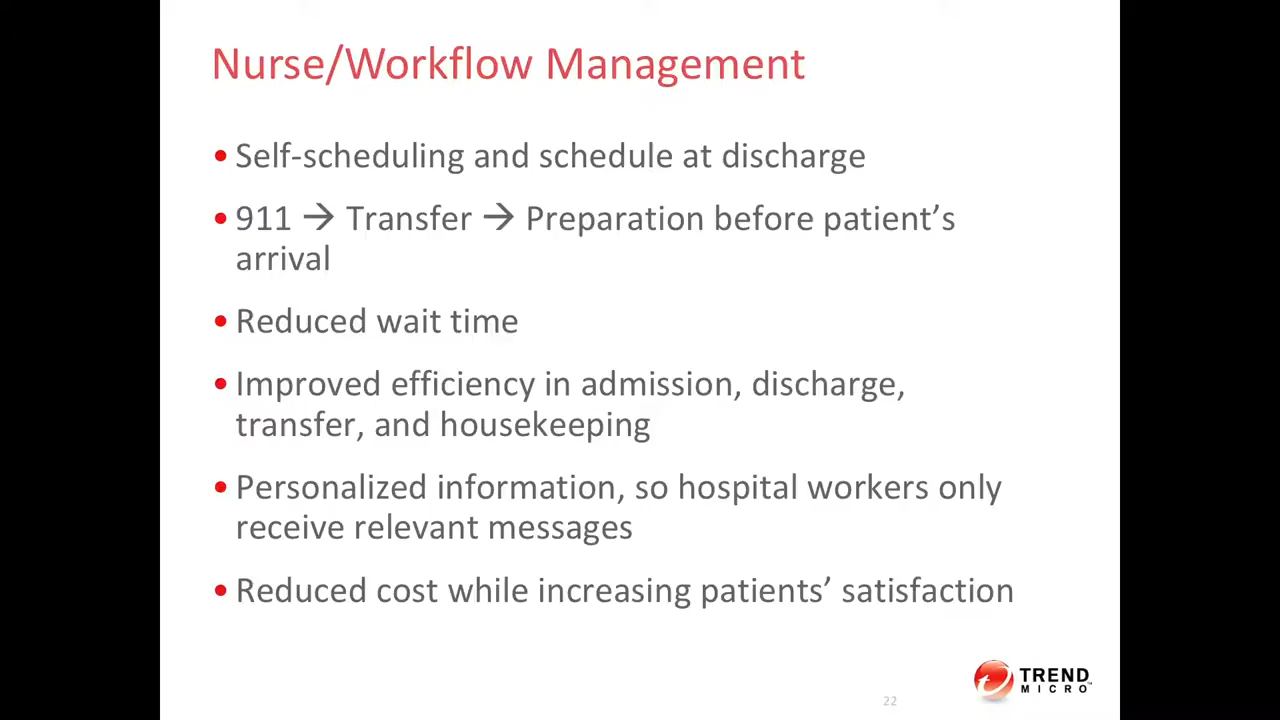 Nurse/Workflow Management
•Self-scheduling and schedule at discharge
•911 → Transfer → Preparation before patient’s
arrival
•Reduced wait time
•Improved efficiency in admission, discharge,
transfer, and housekeeping
•Personalized information, so hospital workers only
receive relevant messages
•Reduced cost while increasing patients’ satisfaction
22
TREND
MICRO™